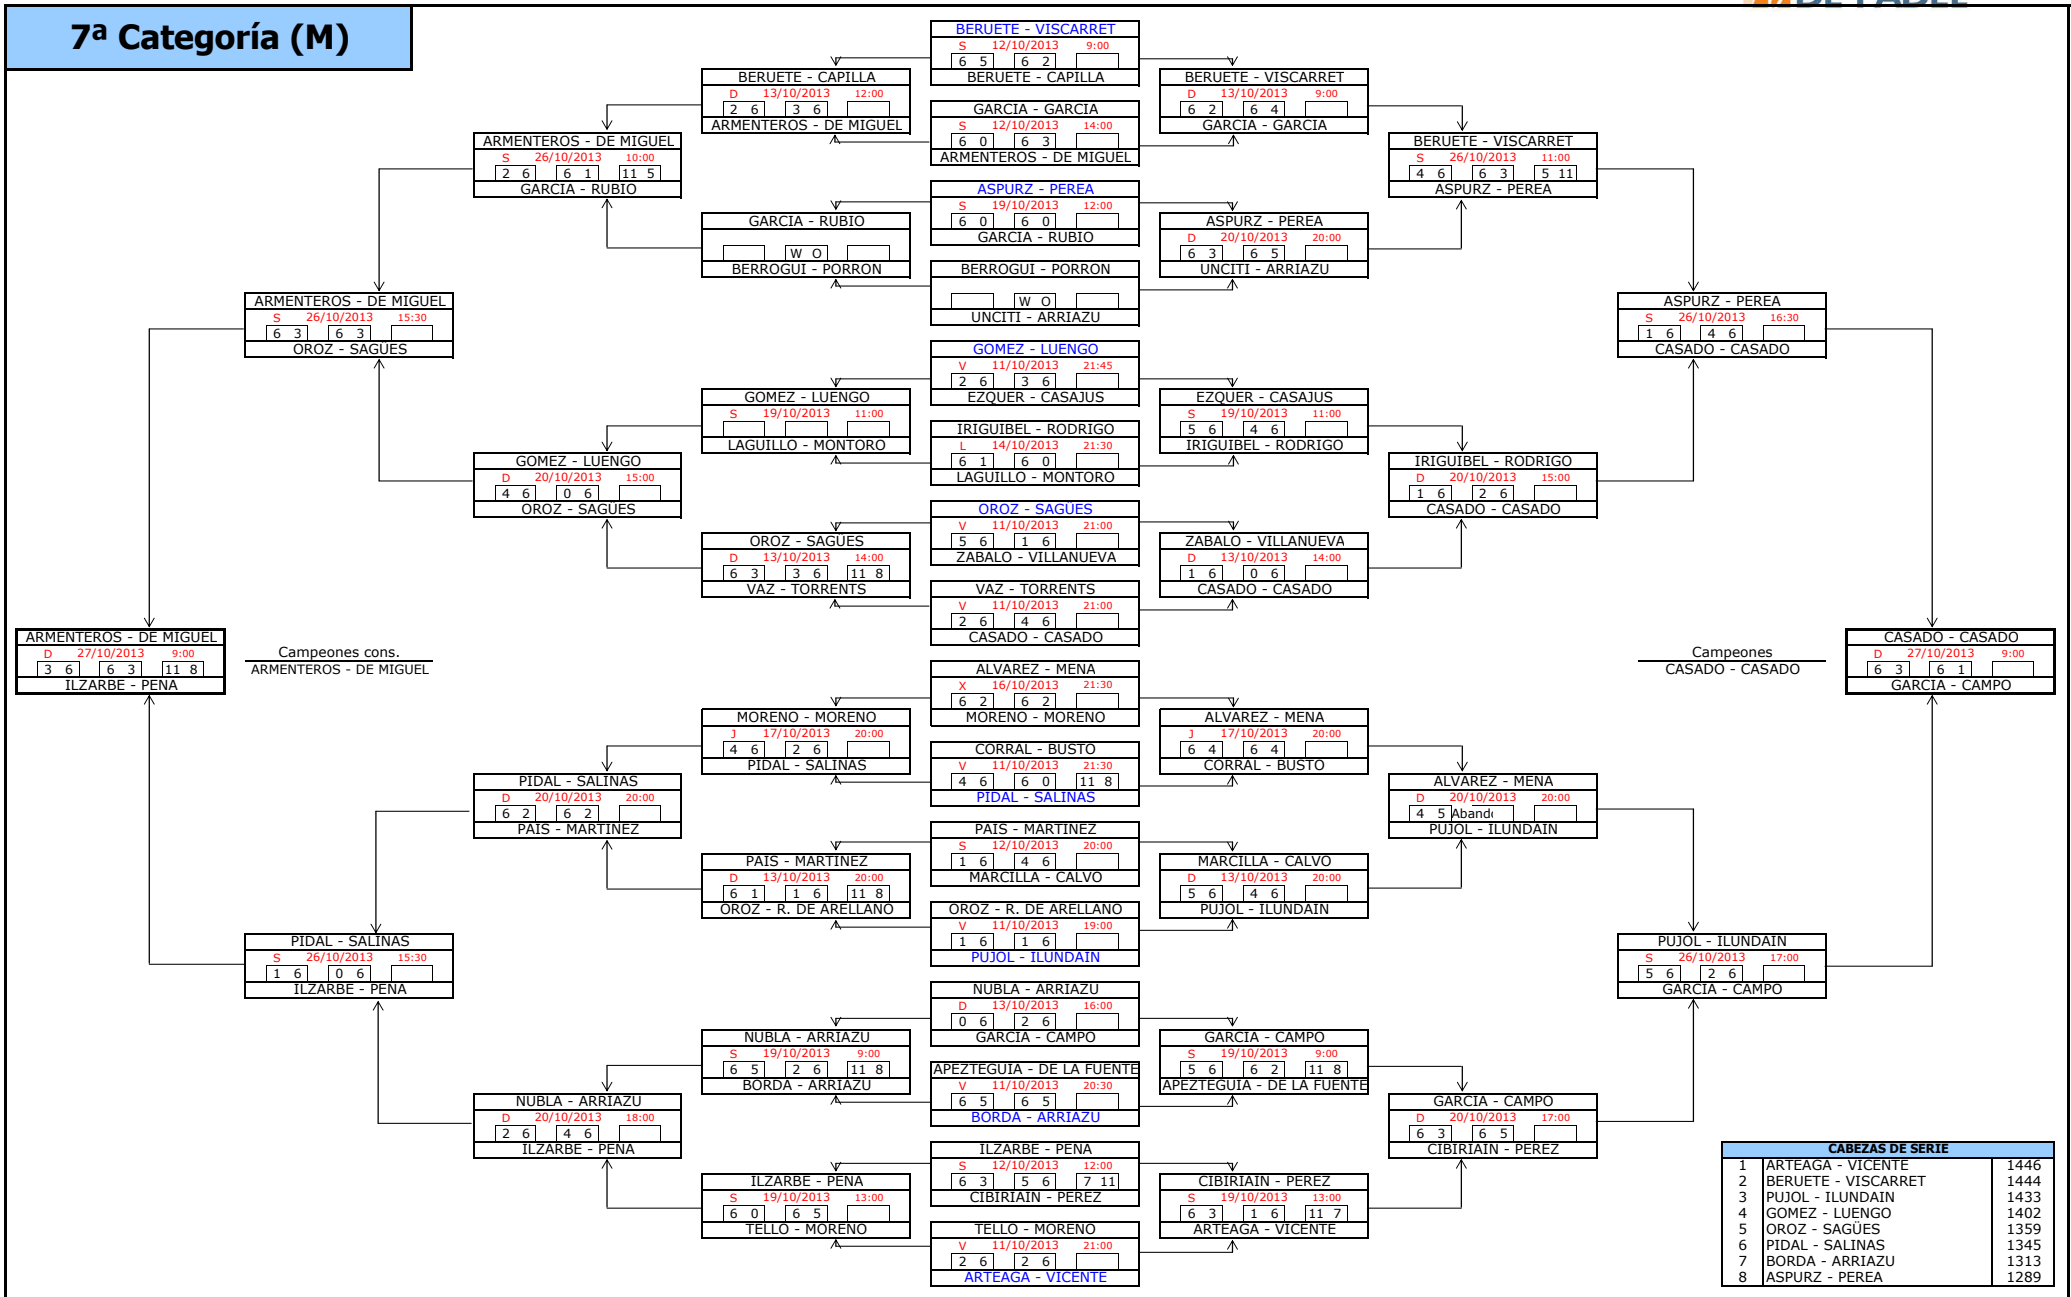 DE PADEL
7ª Categoría (M)
BERUETE - VISCARRET
S 12/10/2013 9:00
6 5 6 2
BERUETE - CAPILLA
GARCIA - GARCIA
S 12/10/2013 14:00
6 0 6 3
ARMENTEROS - DE MIGUEL
ASPURZ - PEREA
S 19/10/2013 12:00
6 0 6 0
GARCIA - RUBIO
BERROGUI - PORRON
W O
UNCITI - ARRIAZU
GOMEZ - LUENGO
V 11/10/2013 21:45
2 6 3 6
EZQUER - CASAJUS
IRIGUIBEL - RODRIGO
L 14/10/2013 21:30
6 1 6 0
LAGUILLO - MONTORO
OROZ - SAGÜES
V 11/10/2013 21:00
5 6 1 6
ZABALO - VILLANUEVA
VAZ - TORRENTS
V 11/10/2013 21:00
2 6 4 6
CASADO - CASADO
ALVAREZ - MENA
X 16/10/2013 21:30
6 2 6 2
MORENO - MORENO
CORRAL - BUSTO
V 11/10/2013 21:30
4 6 6 0 11 8
PIDAL - SALINAS
PAIS - MARTINEZ
S 12/10/2013 20:00
1 6 4 6
MARCILLA - CALVO
OROZ - R. DE ARELLANO
V 11/10/2013 19:00
1 6 1 6
PUJOL - ILUNDAIN
NUBLA - ARRIAZU
D 13/10/2013 16:00
0 6 2 6
GARCIA - CAMPO
APEZTEGUIA - DE LA FUENTE
V 11/10/2013 20:30
6 5 6 5
BORDA - ARRIAZU
ILZARBE - PENA
S 12/10/2013 12:00
6 3 5 6 7 11
CIBIRIAIN - PEREZ
TELLO - MORENO
V 11/10/2013 21:00
2 6 2 6
ARTEAGA - VICENTE
BERUETE - CAPILLA
D 13/10/2013 12:00
2 6 3 6
ARMENTEROS - DE MIGUEL
GARCIA - RUBIO
W O
BERROGUI - PORRON
GOMEZ - LUENGO
S 19/10/2013 11:00
LAGUILLO - MONTORO
OROZ - SAGÜES
D 13/10/2013 14:00
6 3 3 6 11 8
VAZ - TORRENTS
MORENO - MORENO
J 17/10/2013 20:00
4 6 2 6
PIDAL - SALINAS
PAIS - MARTINEZ
D 13/10/2013 20:00
6 1 1 6 11 8
OROZ - R. DE ARELLANO
NUBLA - ARRIAZU
S 19/10/2013 9:00
6 5 2 6 11 8
BORDA - ARRIAZU
ILZARBE - PENA
S 19/10/2013 13:00
6 0 6 5
TELLO - MORENO
ARMENTEROS - DE MIGUEL
S 26/10/2013 10:00
2 6 6 1 11 5
GARCIA - RUBIO
GOMEZ - LUENGO
D 20/10/2013 15:00
4 6 0 6
OROZ - SAGÜES
PIDAL - SALINAS
D 20/10/2013 20:00
6 2 6 2
PAIS - MARTINEZ
NUBLA - ARRIAZU
D 20/10/2013 18:00
2 6 4 6
ILZARBE - PENA
ARMENTEROS - DE MIGUEL
S 26/10/2013 15:30
6 3 6 3
OROZ - SAGÜES
PIDAL - SALINAS
S 26/10/2013 15:30
1 6 0 6
ILZARBE - PENA
ARMENTEROS - DE MIGUEL
D 27/10/2013 9:00
3 6 6 3 11 8
ILZARBE - PENA
Campeones cons.
ARMENTEROS - DE MIGUEL
BERUETE - VISCARRET
D 13/10/2013 9:00
6 2 6 4
GARCIA - GARCIA
ASPURZ - PEREA
D 20/10/2013 20:00
6 3 6 5
UNCITI - ARRIAZU
EZQUER - CASAJUS
S 19/10/2013 11:00
5 6 4 6
IRIGUIBEL - RODRIGO
ZABALO - VILLANUEVA
D 13/10/2013 14:00
1 6 0 6
CASADO - CASADO
ALVAREZ - MENA
J 17/10/2013 20:00
6 4 6 4
CORRAL - BUSTO
MARCILLA - CALVO
D 13/10/2013 20:00
5 6 4 6
PUJOL - ILUNDAIN
GARCIA - CAMPO
S 19/10/2013 9:00
5 6 6 2 11 8
APEZTEGUIA - DE LA FUENTE
CIBIRIAIN - PEREZ
S 19/10/2013 13:00
6 3 1 6 11 7
ARTEAGA - VICENTE
BERUETE - VISCARRET
S 26/10/2013 11:00
4 6 6 3 5 11
ASPURZ - PEREA
IRIGUIBEL - RODRIGO
D 20/10/2013 15:00
1 6 2 6
CASADO - CASADO
ALVAREZ - MENA
D 20/10/2013 20:00
4 5 Aband
PUJOL - ILUNDAIN
GARCIA - CAMPO
D 20/10/2013 17:00
6 3 6 5
CIBIRIAIN - PEREZ
ASPURZ - PEREA
S 26/10/2013 16:30
1 6 4 6
CASADO - CASADO
PUJOL - ILUNDAIN
S 26/10/2013 17:00
5 6 2 6
GARCIA - CAMPO
Campeones
CASADO - CASADO
CASADO - CASADO
D 27/10/2013 9:00
6 3 6 1
GARCIA - CAMPO
CABEZAS DE SERIE
1 ARTEAGA - VICENTE 1446
2 BERUETE - VISCARRET 1444
3 PUJOL - ILUNDAIN 1433
4 GOMEZ - LUENGO 1402
5 OROZ - SAGÜES 1359
6 PIDAL - SALINAS 1345
7 BORDA - ARRIAZU 1313
8 ASPURZ - PEREA 1289